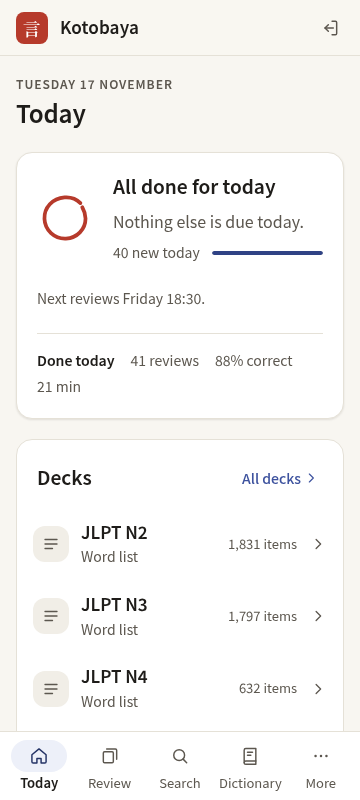 言 Kotobaya
TUESDAY 17 NOVEMBER
Today
All done for today
Nothing else is due today.
40 new today
Next reviews Friday 18:30.
Done today 41 reviews 88% correct
21 min
Decks All decks
JLPT N2
Word list
1,831 items
JLPT N3
Word list
1,797 items
JLPT N4
Word list
632 items
Today Review Search Dictionary More